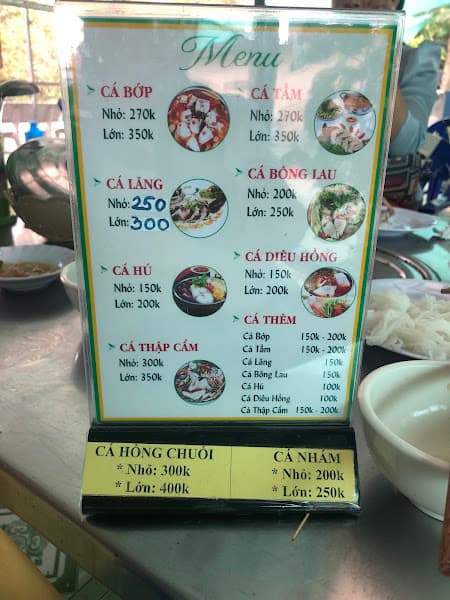 Menu
CÁ BỚP
Nhỏ: 270k
Lớn: 350k
CÁ TẦM
Nhỏ: 270k
Lớn: 350k
CÁ LĂNG
Nhỏ: 250
Lớn: 300
CÁ BÔNG LAU
Nhỏ: 200k
Lớn: 250k
CÁ HÚ
Nhỏ: 150k
Lớn: 200k
CÁ DIÊU HỒNG
Nhỏ: 150k
Lớn: 200k
CÁ THẬP CẨM
Nhỏ: 300k
Lớn: 350k
CÁ THÊM
Cá Bớp 150k - 200k
Cá Tầm 150k - 200k
Cá Lăng 150k
Cá Bông Lau 150k
Cá Hú 100k
Cá Diêu Hồng 100k
Cá Thập Cẩm 150k - 200k
CÁ HỒNG CHUỐI
* Nhỏ: 300k
* Lớn: 400k
CÁ NHÁM
* Nhỏ: 200k
* Lớn: 250k